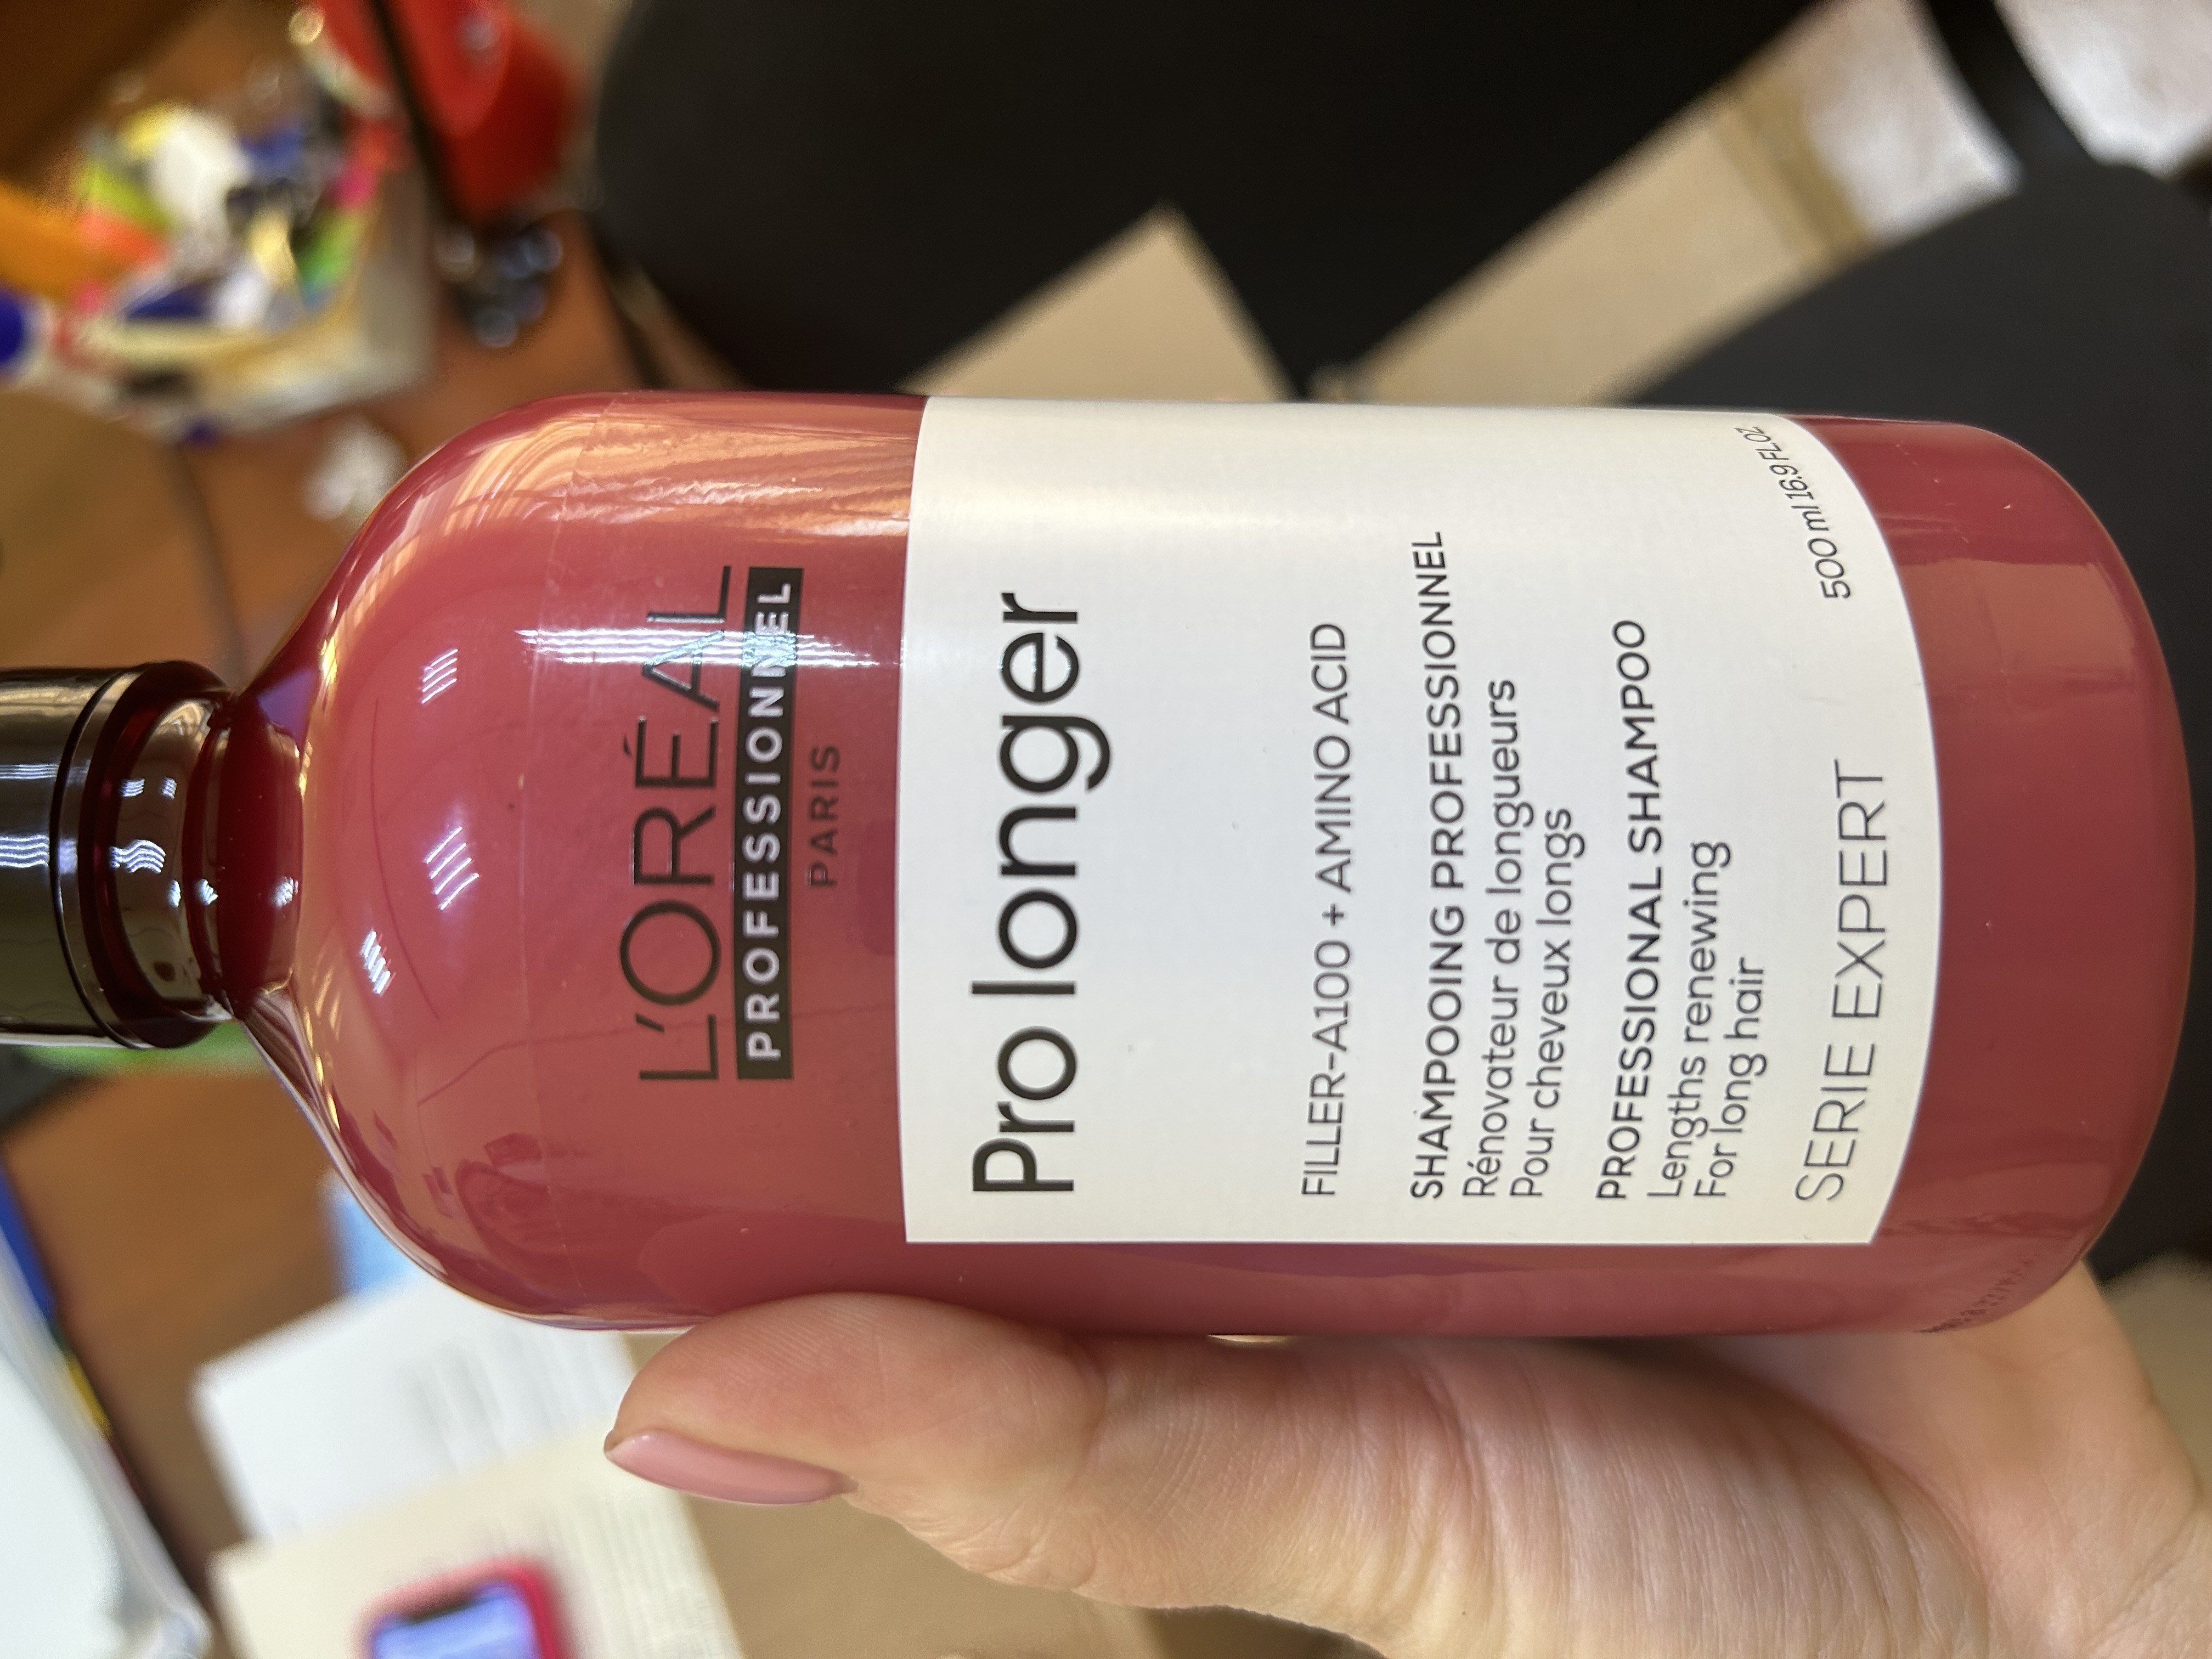 L'ORÉAL
PROFESSIONNEL
PARIS
Pro longer
FILLER-A100 + AMINO ACID
SHAMPOOING PROFESSIONNEL
Rénovateur de longueurs
Pour cheveux longs
PROFESSIONAL SHAMPOO
Lengths renewing
For long hair
SERIE EXPERT
500 ml 16.9 FL.OZ.